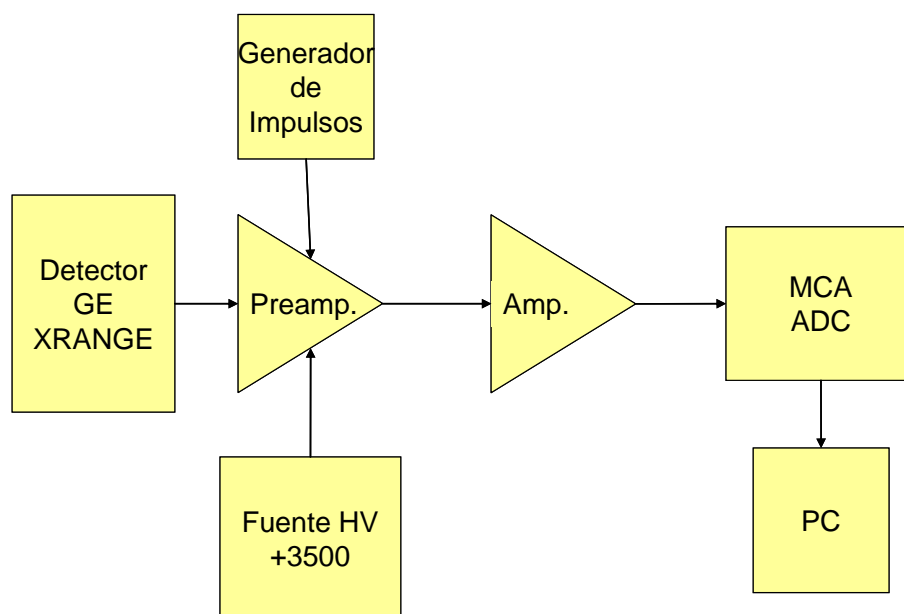 Generador
de
Impulsos
Detector
GE
XRANGE
Preamp.
Amp.
MCA
ADC
Fuente HV
+3500
PC